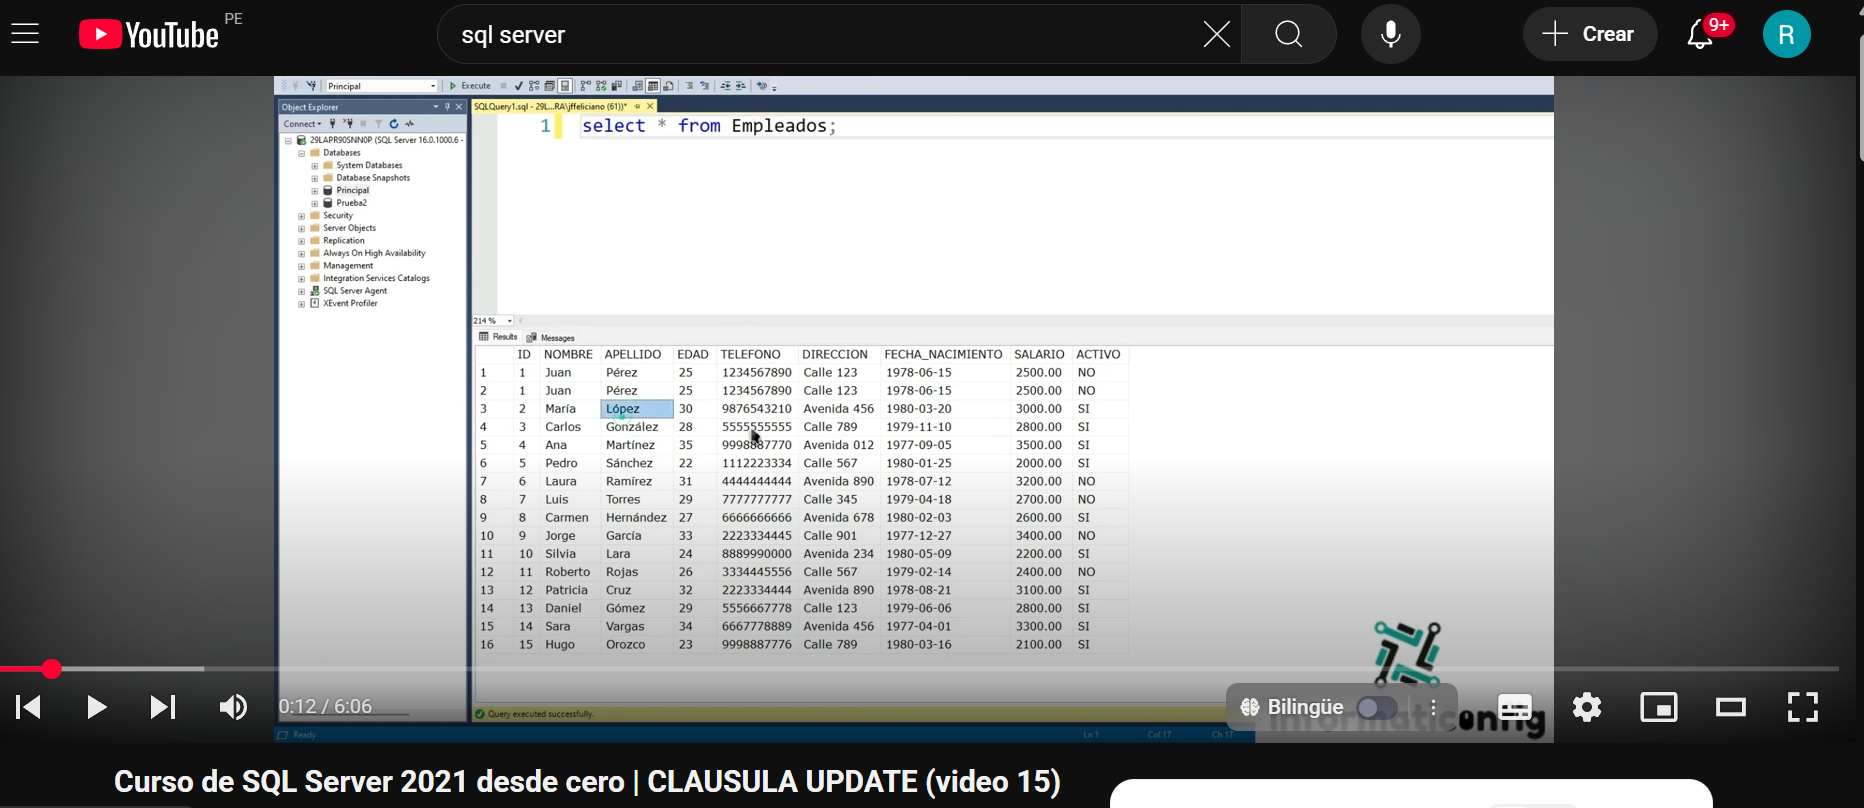 YouTube PE
sql server
Crear
9+
R
Principal
Execute
Object Explorer
SQLQuery1.sql - 29L...RA\jffeliciano (61))*
Connect
1 select * from Empleados;
29LAPR90SNN0P (SQL Server 16.0.1000.6 -
Databases
System Databases
Database Snapshots
Principal
Prueba2
Security
Server Objects
Replication
Always On High Availability
Management
Integration Services Catalogs
SQL Server Agent
XEvent Profiler
214 %
Results Messages
ID NOMBRE APELLIDO EDAD TELEFONO DIRECCION FECHA_NACIMIENTO SALARIO ACTIVO
1 1 Juan Pérez 25 1234567890 Calle 123 1978-06-15 2500.00 NO
2 1 Juan Pérez 25 1234567890 Calle 123 1978-06-15 2500.00 NO
3 2 María López 30 9876543210 Avenida 456 1980-03-20 3000.00 SI
4 3 Carlos González 28 5555555555 Calle 789 1979-11-10 2800.00 SI
5 4 Ana Martínez 35 9998887770 Avenida 012 1977-09-05 3500.00 SI
6 5 Pedro Sánchez 22 1112223334 Calle 567 1980-01-25 2000.00 SI
7 6 Laura Ramírez 31 4444444444 Avenida 890 1978-07-12 3200.00 NO
8 7 Luis Torres 29 7777777777 Calle 345 1979-04-18 2700.00 NO
9 8 Carmen Hernández 27 6666666666 Avenida 678 1980-02-03 2600.00 SI
10 9 Jorge García 33 2223334445 Calle 901 1977-12-27 3400.00 NO
11 10 Silvia Lara 24 8889990000 Avenida 234 1980-05-09 2200.00 SI
12 11 Roberto Rojas 26 3334445556 Calle 567 1979-02-14 2400.00 NO
13 12 Patricia Cruz 32 2223334444 Avenida 890 1978-08-21 3100.00 SI
14 13 Daniel Gómez 29 5556667778 Calle 123 1979-06-06 2800.00 SI
15 14 Sara Vargas 34 6667778889 Avenida 456 1977-04-01 3300.00 SI
16 15 Hugo Orozco 23 9998887776 Calle 789 1980-03-16 2100.00 SI
0:12 / 6:06
Bilingüe
Informaticonfig
Query executed successfully.
Ready
Ln 1 Col 17 Ch 17
Curso de SQL Server 2021 desde cero | CLAUSULA UPDATE (video 15)